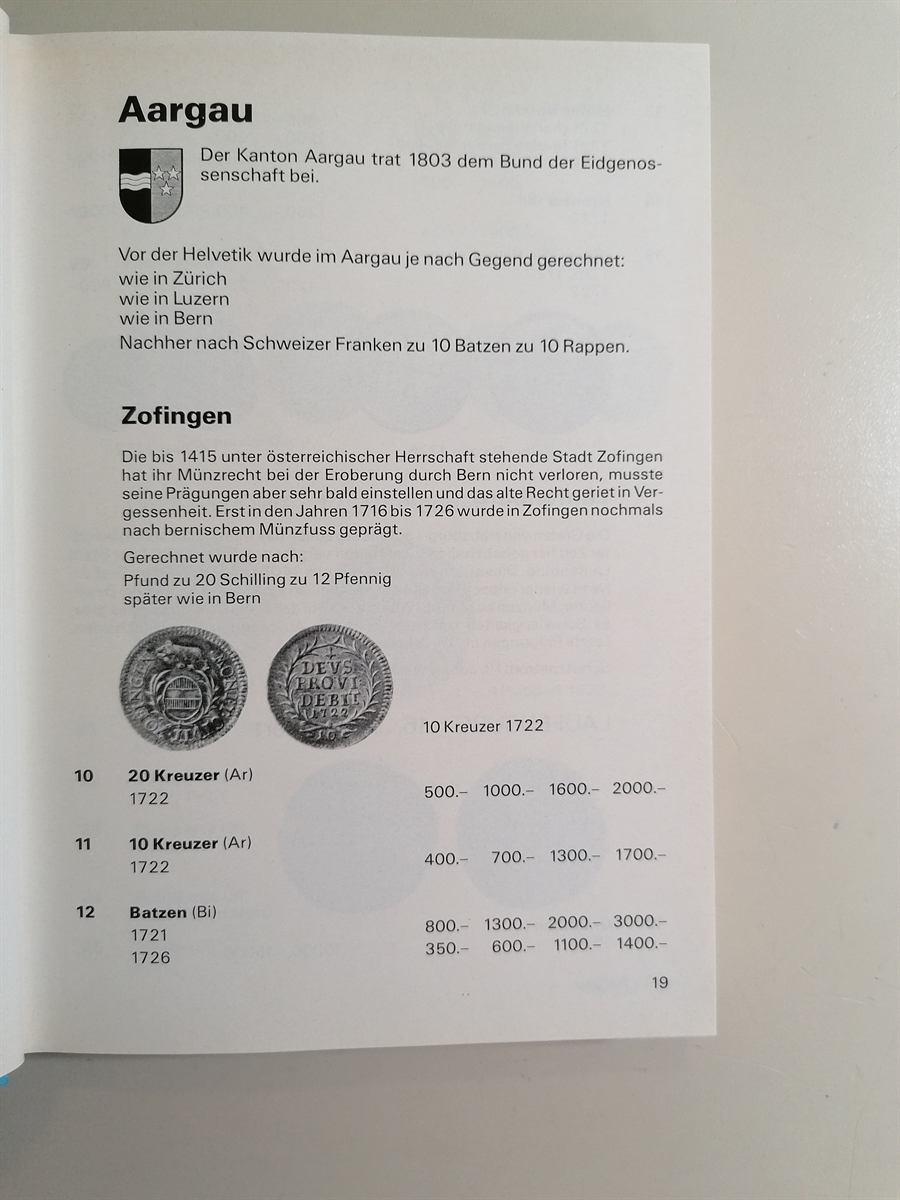 Aargau
Der Kanton Aargau trat 1803 dem Bund der Eidgenos-
senschaft bei.
Vor der Helvetik wurde im Aargau je nach Gegend gerechnet:
wie in Zürich
wie in Luzern
wie in Bern
Nachher nach Schweizer Franken zu 10 Batzen zu 10 Rappen.
Zofingen
Die bis 1415 unter österreichischer Herrschaft stehende Stadt Zofingen
hat ihr Münzrecht bei der Eroberung durch Bern nicht verloren, musste
seine Prägungen aber sehr bald einstellen und das alte Recht geriet in Ver-
gessenheit. Erst in den Jahren 1716 bis 1726 wurde in Zofingen nochmals
nach bernischem Münzfuss geprägt.
Gerechnet wurde nach:
Pfund zu 20 Schilling zu 12 Pfennig
später wie in Bern
DEVS
PROVI
DEBIT
1722
10
10 Kreuzer 1722
10 20 Kreuzer (Ar)
1722 500.– 1000.– 1600.– 2000.–
11 10 Kreuzer (Ar)
1722 400.– 700.– 1300.– 1700.–
12 Batzen (Bi)
1721 800.– 1300.– 2000.– 3000.–
1726 350.– 600.– 1100.– 1400.–
19